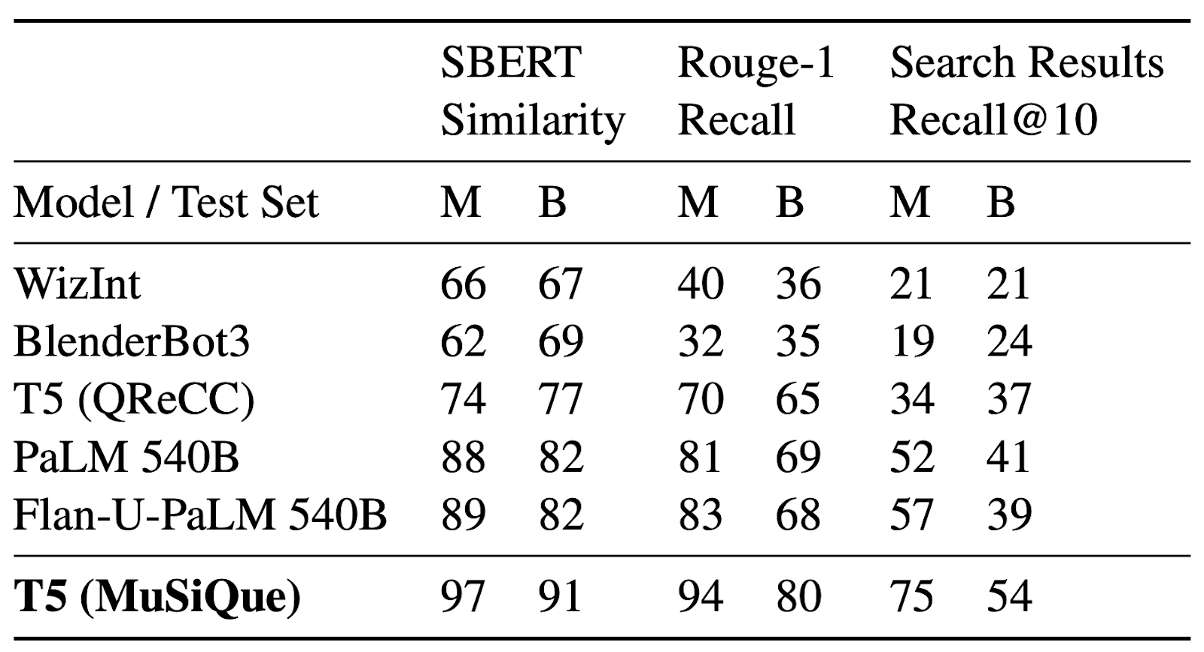 SBERT Rouge-1 Search Results
Similarity Recall Recall@10
Model / Test Set M B M B M B
WizInt 66 67 40 36 21 21
BlenderBot3 62 69 32 35 19 24
T5 (QReCC) 74 77 70 65 34 37
PaLM 540B 88 82 81 69 52 41
Flan-U-PaLM 540B 89 82 83 68 57 39
T5 (MuSiQue) 97 91 94 80 75 54